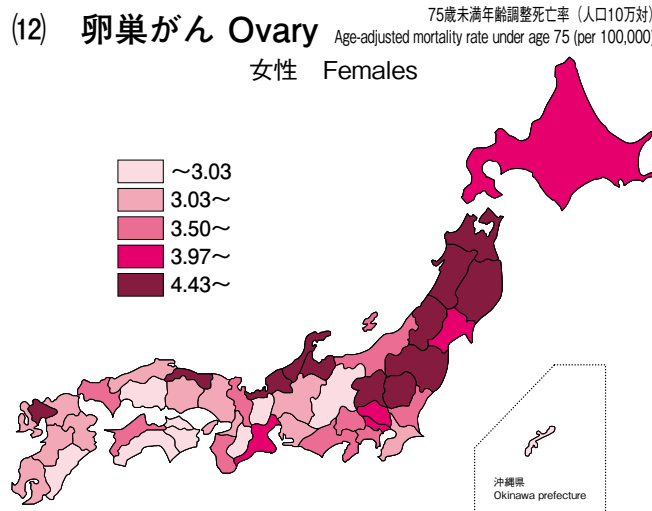 (12) 卵巣がん Ovary
75歳未満年齢調整死亡率（人口10万対）
Age-adjusted mortality rate under age 75 (per 100,000)
女性 Females
～3.03
3.03～
3.50～
3.97～
4.43～
沖縄県
Okinawa prefecture